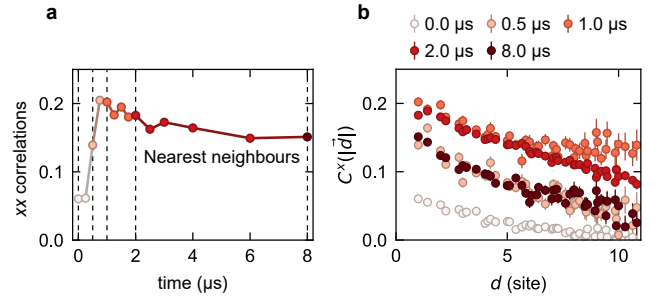 a
xx correlations
0.2
0.1
0.0
Nearest neighbours
0
2
4
6
8
time (μs)
b
0.0 μs
0.5 μs
1.0 μs
2.0 μs
8.0 μs
C^x(|d⃗|)
0.2
0.1
0.0
0
5
10
d (site)